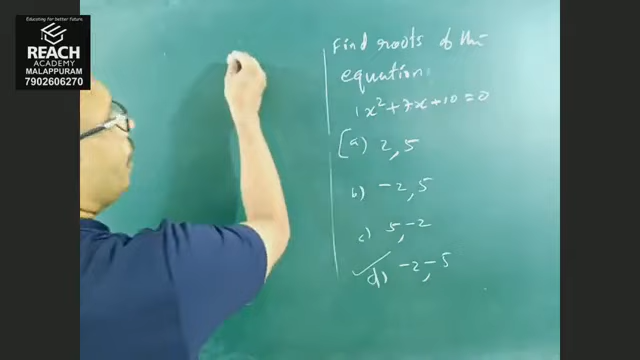 Educating For better future.
REACH
ACADEMY
MALAPPURAM
7902606270
Find roots of the
equation
1x²+7x+10=0
(a) 2,5
b) -2,5
c) 5,-2
d) -2,-5